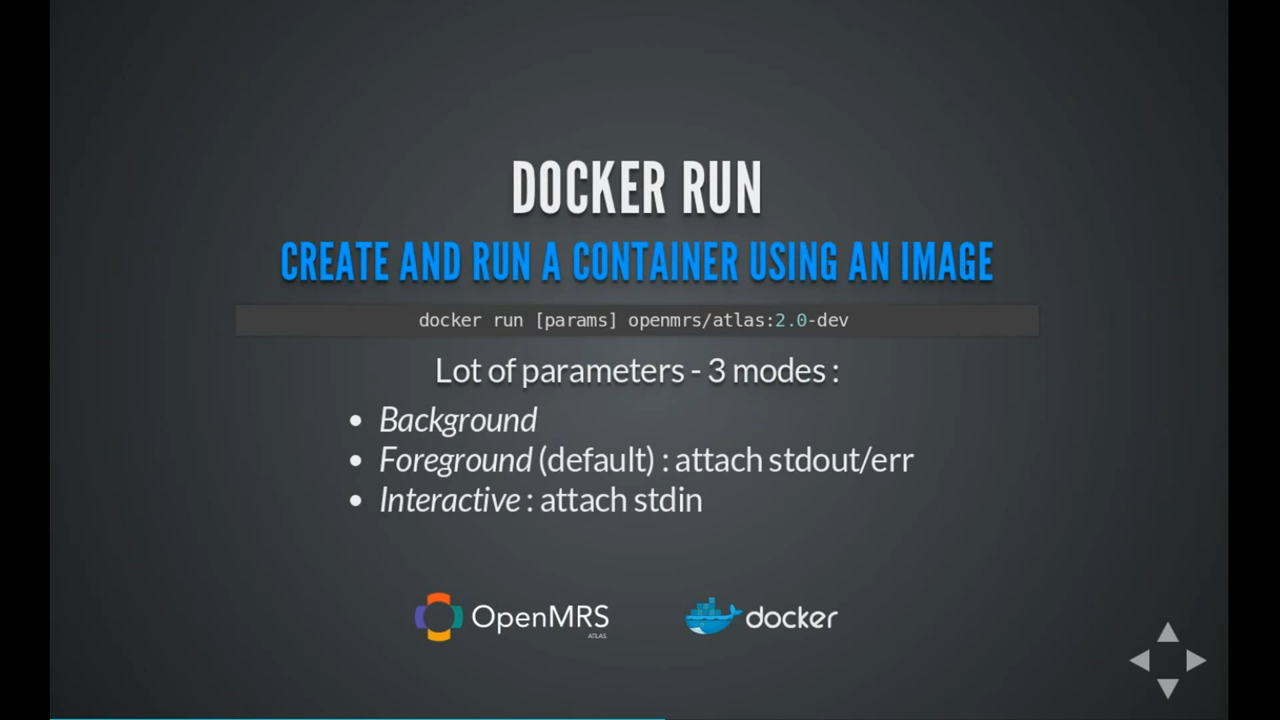 DOCKER RUN
CREATE AND RUN A CONTAINER USING AN IMAGE
docker run [params] openmrs/atlas:2.0-dev
Lot of parameters - 3 modes :
• Background
• Foreground (default) : attach stdout/err
• Interactive : attach stdin
OpenMRS
ATLAS
docker